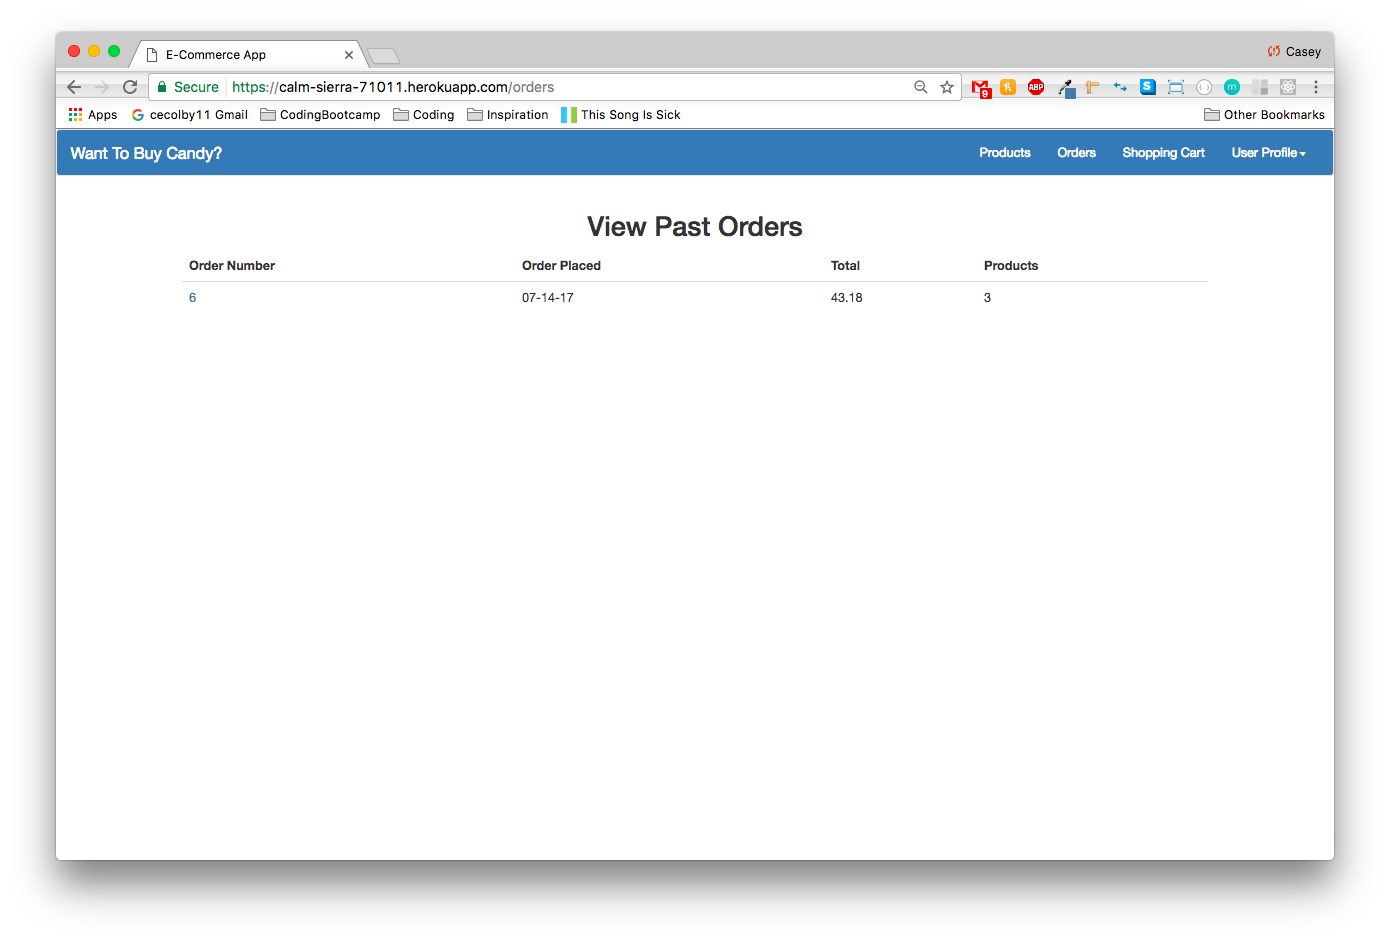 E-Commerce App
Casey
Secure https://calm-sierra-71011.herokuapp.com/orders
9
ABP
S
m
Apps cecolby11 Gmail CodingBootcamp Coding Inspiration This Song Is Sick Other Bookmarks
Want To Buy Candy? Products Orders Shopping Cart User Profile
View Past Orders
Order Number Order Placed Total Products
6 07-14-17 43.18 3